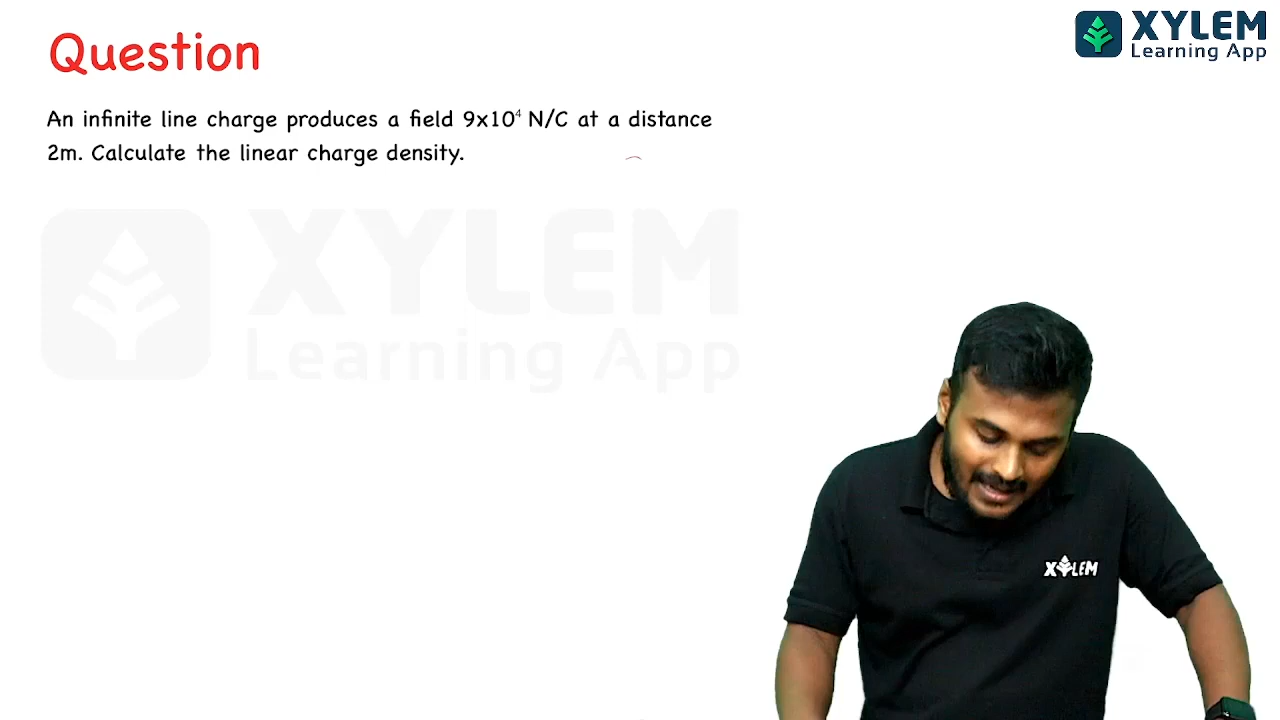 Question
XYLEM
Learning App
An infinite line charge produces a field 9x10⁴ N/C at a distance
2m. Calculate the linear charge density.
XYLEM
Learning App
XYLEM